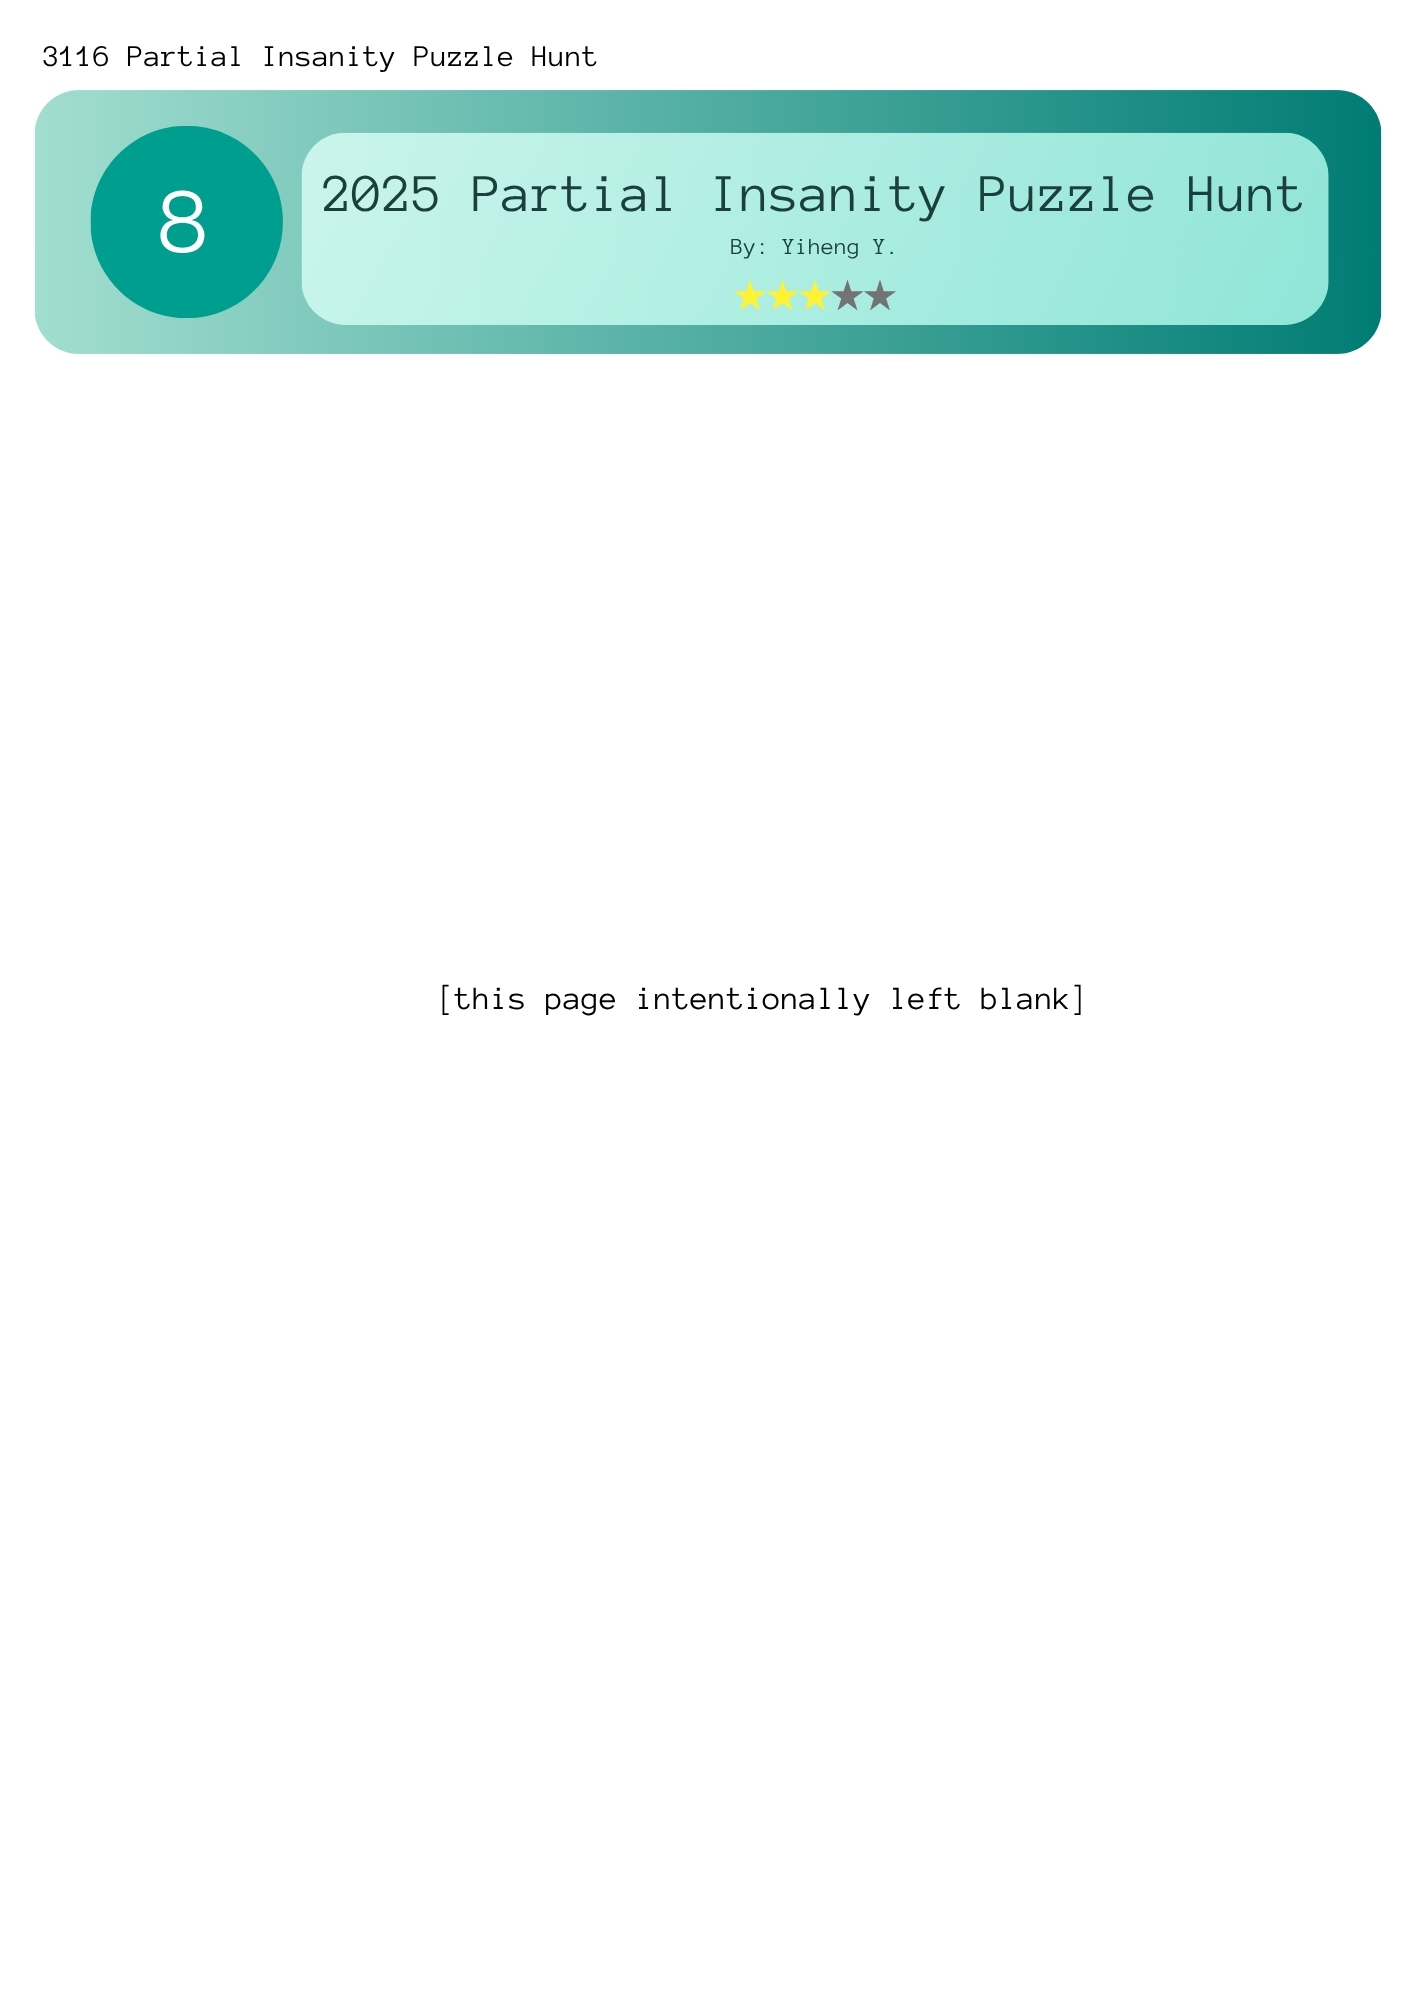 3116 Partial Insanity Puzzle Hunt
8
2025 Partial Insanity Puzzle Hunt
By: Yiheng Y.
[this page intentionally left blank]